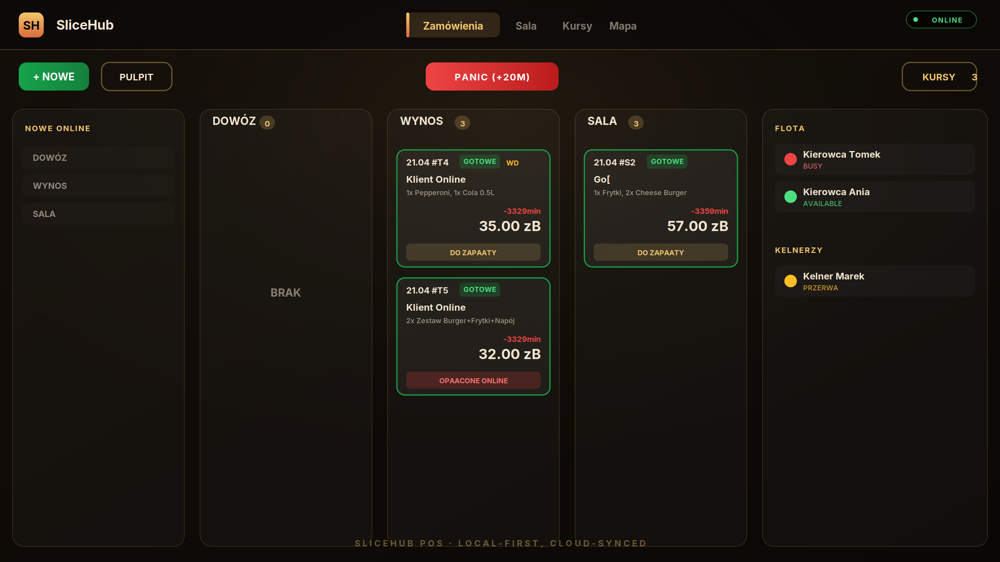 SH
SliceHub
Zamówienia
Sala
Kursy
Mapa
ONLINE
+ NOWE
PULPIT
PANIC (+20M)
KURSY 3
NOWE ONLINE
DOWÓZ
WYNOS
SALA
DOWÓZ 0
BRAK
WYNOS 3
21.04 #T4 GOTOWE WD
Klient Online
1x Pepperoni, 1x Cola 0.5L
-3329min
35.00 zB
DO ZAPAATY
21.04 #T5 GOTOWE
Klient Online
2x Zestaw Burger+Frytki+Napój
-3329min
32.00 zB
OPAACONE ONLINE
SALA 3
21.04 #S2 GOTOWE
Go[
1x Frytki, 2x Cheese Burger
-3359min
57.00 zB
DO ZAPAATY
FLOTA
Kierowca Tomek
BUSY
Kierowca Ania
AVAILABLE
KELNERZY
Kelner Marek
PRZERWA
SLICEHUB POS · LOCAL-FIRST, CLOUD-SYNCED